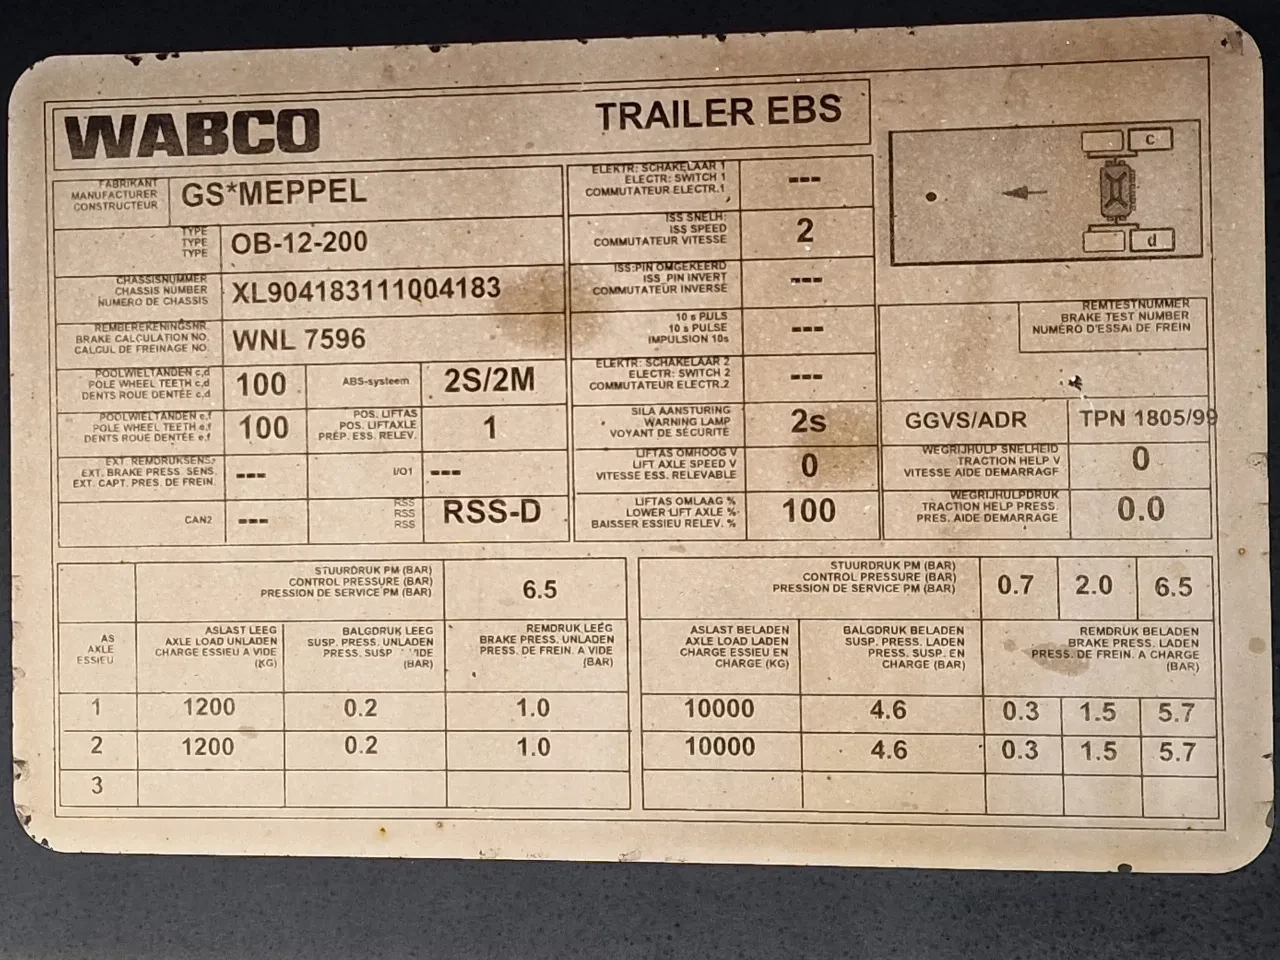 WABCO
TRAILER EBS
FABRIKANT
MANUFACTURER
CONSTRUCTEUR
GS*MEPPEL
TYPE
TYPE
TYPE
OB-12-200
CHASSISNUMMER
CHASSIS NUMBER
NUMERO DE CHASSIS
XL904183111004183
REMBEREKENINGSNR.
BRAKE CALCULATION NO.
CALCUL DE FREINAGE NO.
WNL 7596
POOLWIELTANDEN c,d
POLE WHEEL TEETH c,d
DENTS ROUE DENTÉE c,d
100
ABS-systeem
2S/2M
POOLWIELTANDEN e,f
POLE WHEEL TEETH e,f
DENTS ROUE DENTÉE e,f
100
POS. LIFTAS
POS. LIFTAXLE
PRÉP. ESS. RELEV.
1
EXT. REMDRUKSENS.
EXT. BRAKE PRESS. SENS.
EXT. CAPT. PRES. DE FREIN.
---
I/O1
---
CAN2
---
RSS
RSS
RSS
RSS-D
ELEKTR: SCHAKELAAR 1
ELECTR: SWITCH 1
COMMUTATEUR ELECTR.1
---
ISS SNELH:
ISS SPEED
COMMUTATEUR VITESSE
2
ISS:PIN OMGEKEERD
ISS PIN INVERT
COMMUTATEUR INVERSE
---
10 s PULS
10 s PULSE
IMPULSION 10s
---
ELEKTR: SCHAKELAAR 2
ELECTR: SWITCH 2
COMMUTATEUR ELECTR.2
---
SILA AANSTURING
WARNING LAMP
VOYANT DE SÉCURITÉ
2s
LIFTAS OMHOOG V
LIFT AXLE SPEED V
VITESSE ESS. RELEVABLE
0
LIFTAS OMLAAG %
LOWER LIFT AXLE %
BAISSER ESSIEU RELEV. %
100
c
d
REMTESTNUMMER
BRAKE TEST NUMBER
NUMÉRO D'ESSAI DE FREIN
GGVS/ADR
TPN 1805/99
WEGRIJHULP SNELHEID
TRACTION HELP V
VITESSE AIDE DEMARRAGE
0
WEGRIJHULPDRUK
TRACTION HELP PRESS.
PRES. AIDE DEMARRAGE
0.0
STUURDRUK PM (BAR)
CONTROL PRESSURE (BAR)
PRESSION DE SERVICE PM (BAR)
6.5
AS
AXLE
ESSIEU
ASLAST LEEG
AXLE LOAD UNLADEN
CHARGE ESSIEU A VIDE
(KG)
BALGDRUK LEEG
SUSP. PRESS. UNLADEN
PRESS. SUSP
(BAR)
REMDRUK LEEG
BRAKE PRESS. UNLADEN
PRESS. DE FREIN. A VIDE
(BAR)
1 1200 0.2 1.0
2 1200 0.2 1.0
3
STUURDRUK PM (BAR)
CONTROL PRESSURE (BAR)
PRESSION DE SERVICE PM (BAR)
0.7 2.0 6.5
ASLAST BELADEN
AXLE LOAD LADEN
CHARGE ESSIEU EN
CHARGE (KG)
BALGDRUK BELADEN
SUSP. PRESS. LADEN
PRESS. SUSP. EN
CHARGE (BAR)
REMDRUK BELADEN
BRAKE PRESS. LADEN
PRESS. DE FREIN. A CHARGE
(BAR)
10000 4.6 0.3 1.5 5.7
10000 4.6 0.3 1.5 5.7